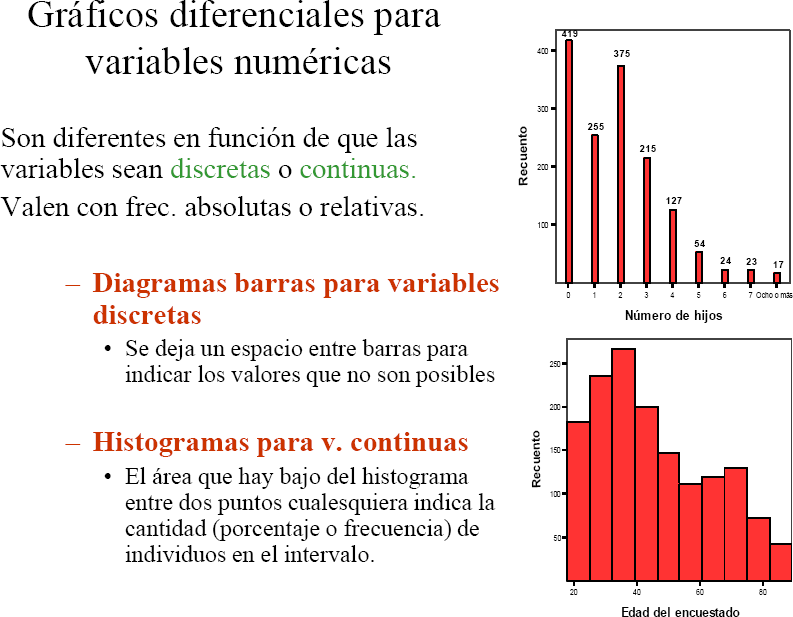 Gráficos diferenciales para
variables numéricas
Son diferentes en función de que las
variables sean discretas o continuas.
Valen con frec. absolutas o relativas.
– Diagramas barras para variables
discretas
• Se deja un espacio entre barras para
indicar los valores que no son posibles
– Histogramas para v. continuas
• El área que hay bajo del histograma
entre dos puntos cualesquiera indica la
cantidad (porcentaje o frecuencia) de
individuos en el intervalo.
419
375
255
215
127
54
24
23
17
400
300
200
100
Recuento
0 1 2 3 4 5 6 7 Ocho o más
Número de hijos
250
200
150
100
50
Recuento
20 40 60 80
Edad del encuestado